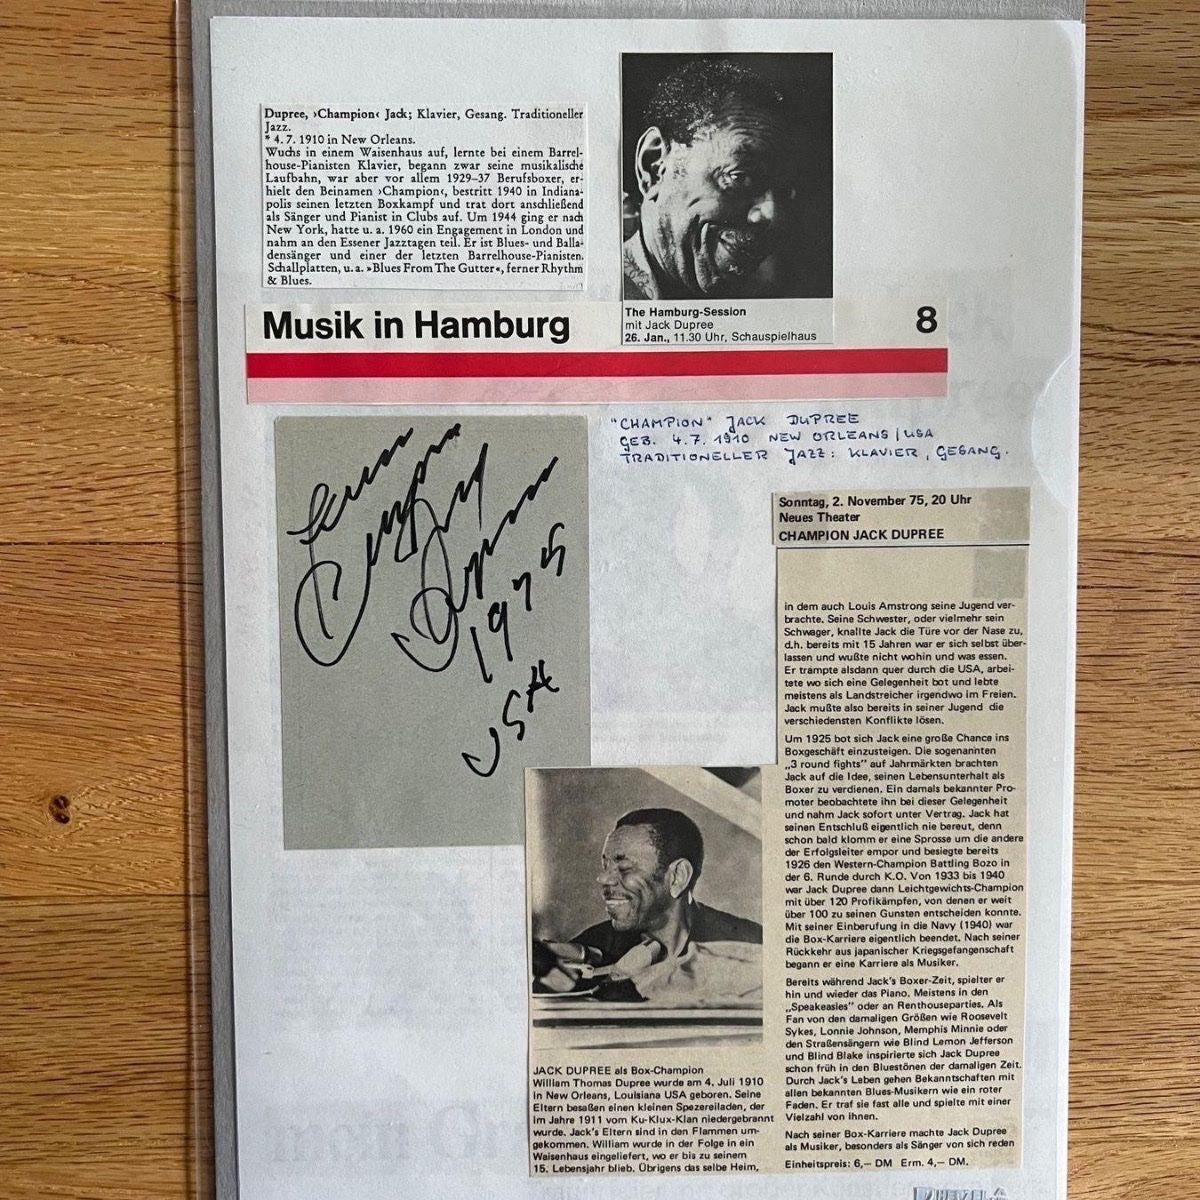 Dupree, ›Champion‹ Jack; Klavier, Gesang. Traditioneller
Jazz.
* 4. 7. 1910 in New Orleans.
Wuchs in einem Waisenhaus auf, lernte bei einem Barrel-
house-Pianisten Klavier, begann zwar seine musikalische
Laufbahn, war aber vor allem 1929–37 Berufsboxer, er-
hielt den Beinamen ›Champion‹, bestritt 1940 in Indiana-
polis seinen letzten Boxkampf und trat dort anschließend
als Sänger und Pianist in Clubs auf. Um 1944 ging er nach
New York, hatte u. a. 1960 ein Engagement in London und
nahm an den Essener Jazztagen teil. Er ist Blues- und Balla-
densänger und einer der letzten Barrelhouse-Pianisten.
Schallplatten, u. a. »Blues From The Gutter«, ferner Rhythm
& Blues.
The Hamburg-Session
mit Jack Dupree
26. Jan., 11.30 Uhr, Schauspielhaus
Musik in Hamburg
8
"CHAMPION" JACK DUPREE
GEB. 4.7.1910 NEW ORLEANS/USA
TRADITIONELLER JAZZ: KLAVIER, GESANG.
Champion
Jack
Dupree
1975
USA
Sonntag, 2. November 75, 20 Uhr
Neues Theater
CHAMPION JACK DUPREE
JACK DUPREE als Box-Champion
William Thomas Dupree wurde am 4. Juli 1910
in New Orleans, Louisiana USA geboren. Seine
Eltern besaßen einen kleinen Spezereiladen, der
im Jahre 1911 vom Ku-Klux-Klan niedergebrannt
wurde. Jack's Eltern sind in den Flammen um-
gekommen. William wurde in der Folge in ein
Waisenhaus eingeliefert, wo er bis zu seinem
15. Lebensjahr blieb. Übrigens das selbe Heim,
in dem auch Louis Amstrong seine Jugend ver-
brachte. Seine Schwester, oder vielmehr sein
Schwager, knallte Jack die Türe vor der Nase zu,
d.h. bereits mit 15 Jahren war er sich selbst über-
lassen und wußte nicht wohin und was essen.
Er trampte alsdann quer durch die USA, arbei-
tete wo sich eine Gelegenheit bot und lebte
meistens als Landstreicher irgendwo im Freien.
Jack mußte also bereits in seiner Jugend die
verschiedensten Konflikte lösen.
Um 1925 bot sich Jack eine große Chance ins
Boxgeschäft einzusteigen. Die sogenannten
„3 round fights" auf Jahrmärkten brachten
Jack auf die Idee, seinen Lebensunterhalt als
Boxer zu verdienen. Ein damals bekannter Pro-
moter beobachtete ihn bei dieser Gelegenheit
und nahm Jack sofort unter Vertrag. Jack hat
seinen Entschluß eigentlich nie bereut, denn
schon bald klomm er eine Sprosse um die andere
der Erfolgsleiter empor und besiegte bereits
1926 den Western-Champion Battling Bozo in
der 6. Runde durch K.O. Von 1933 bis 1940
war Jack Dupree dann Leichtgewichts-Champion
mit über 120 Profikämpfen, von denen er weit
über 100 zu seinen Gunsten entscheiden konnte.
Mit seiner Einberufung in die Navy (1940) war
die Box-Karriere eigentlich beendet. Nach seiner
Rückkehr aus japanischer Kriegsgefangenschaft
begann er eine Karriere als Musiker.
Bereits während Jack's Boxer-Zeit, spielter er
hin und wieder das Piano. Meistens in den
„Speakeasies" oder an Renthouseparties. Als
Fan von den damaligen Größen wie Roosevelt
Sykes, Lonnie Johnson, Memphis Minnie oder
den Straßensängern wie Blind Lemon Jefferson
und Blind Blake inspirierte sich Jack Dupree
schon früh in den Bluestönen der damaligen Zeit.
Durch Jack's Leben gehen Bekanntschaften mit
allen bekannten Blues-Musikern wie ein roter
Faden. Er traf sie fast alle und spielte mit einer
Vielzahl von ihnen.
Nach seiner Box-Karriere machte Jack Dupree
als Musiker, besonders als Sänger von sich reden
Einheitspreis: 6,— DM Erm. 4,— DM.